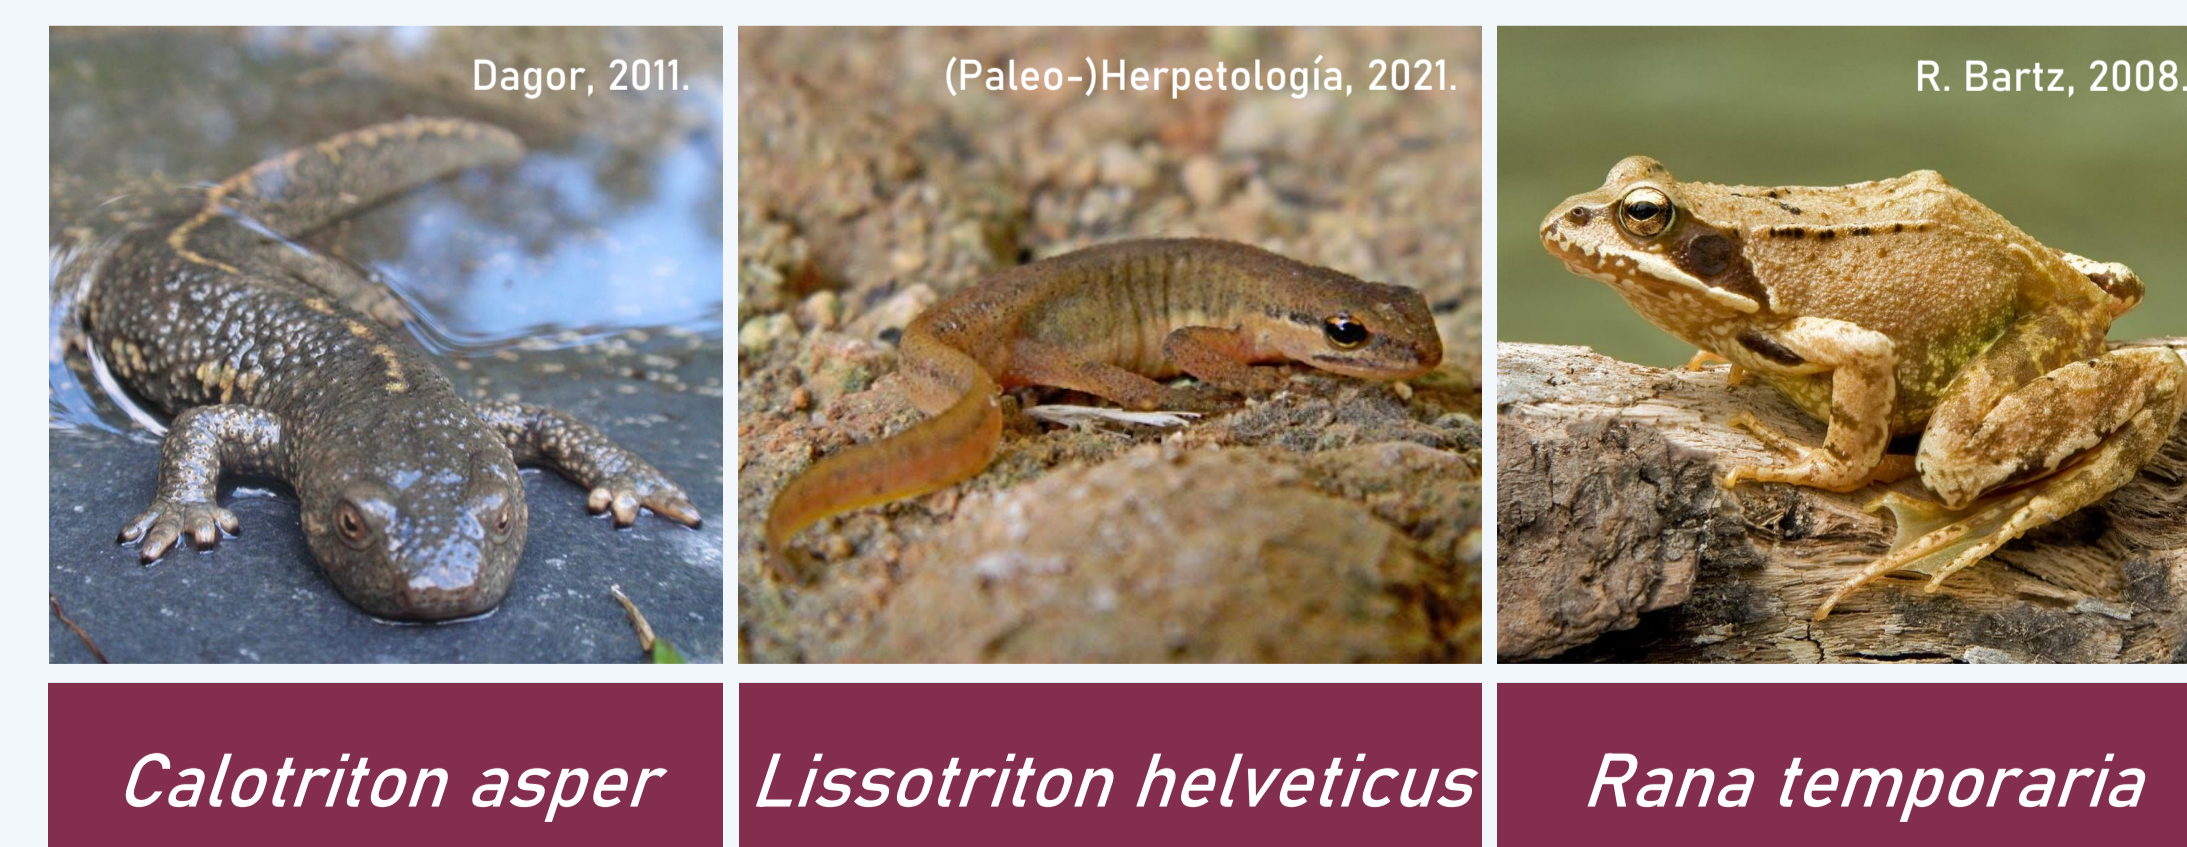 Dagor, 2011.
(Paleo-)Herpetología, 2021.
R. Bartz, 2008.
Calotriton asper
Lissotriton helveticus
Rana temporaria